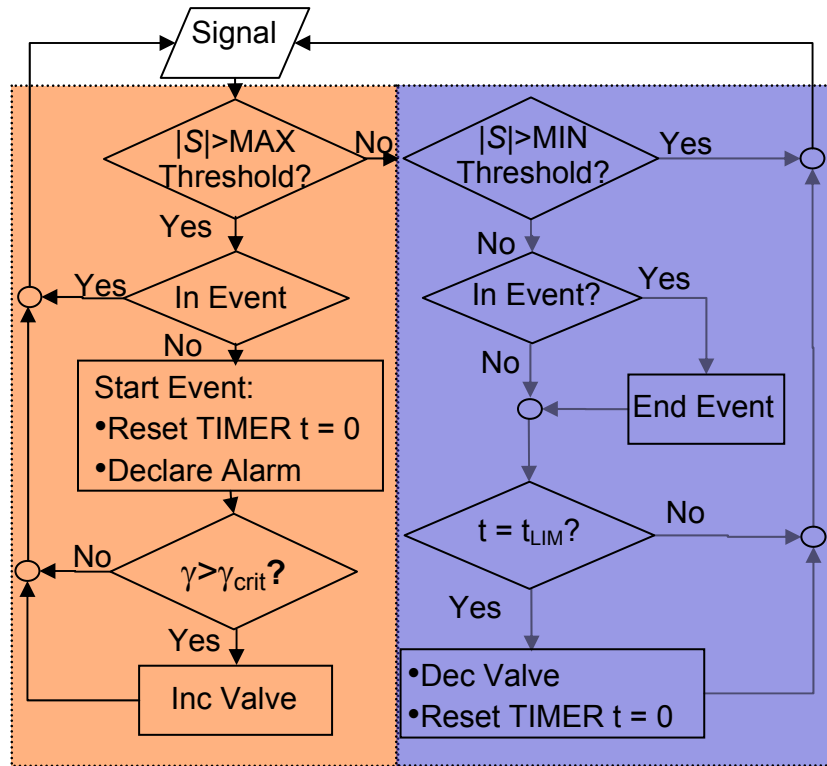 Signal
|S|>MAX
Threshold?
No
|S|>MIN
Threshold?
Yes
Yes
No
Yes
In Event
In Event?
Yes
No
No
Start Event:
•Reset TIMER t = 0
•Declare Alarm
End Event
t = tLIM?
No
No
γ>γcrit?
Yes
Yes
Inc Valve
•Dec Valve
•Reset TIMER t = 0